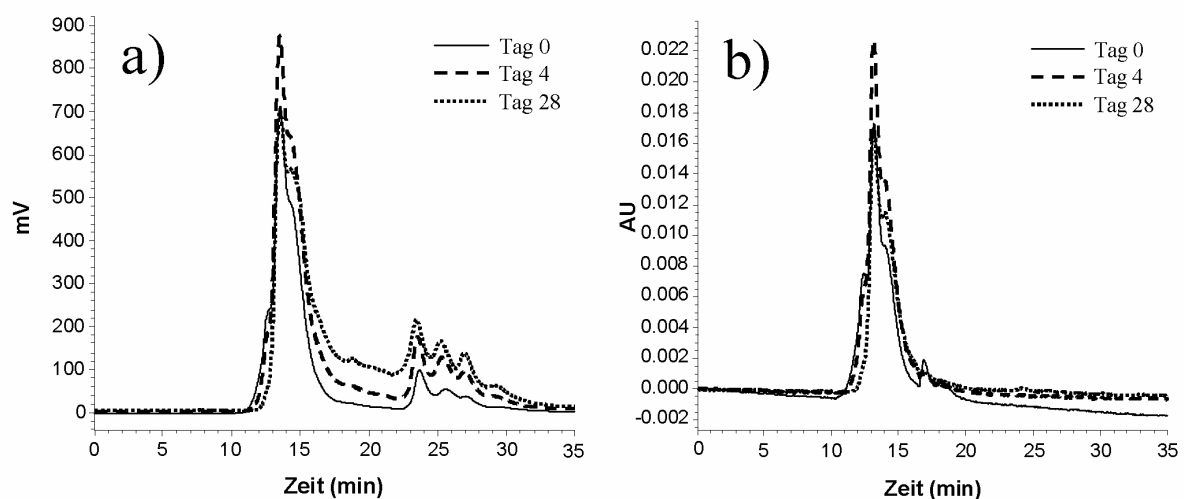 a)
Tag 0
Tag 4
Tag 28
900
800
700
600
500
400
300
200
100
0
mV
0 5 10 15 20 25 30 35
Zeit (min)
b)
Tag 0
Tag 4
Tag 28
0.022
0.020
0.018
0.016
0.014
0.012
0.010
0.008
0.006
0.004
0.002
0.000
-0.002
AU
0 5 10 15 20 25 30 35
Zeit (min)